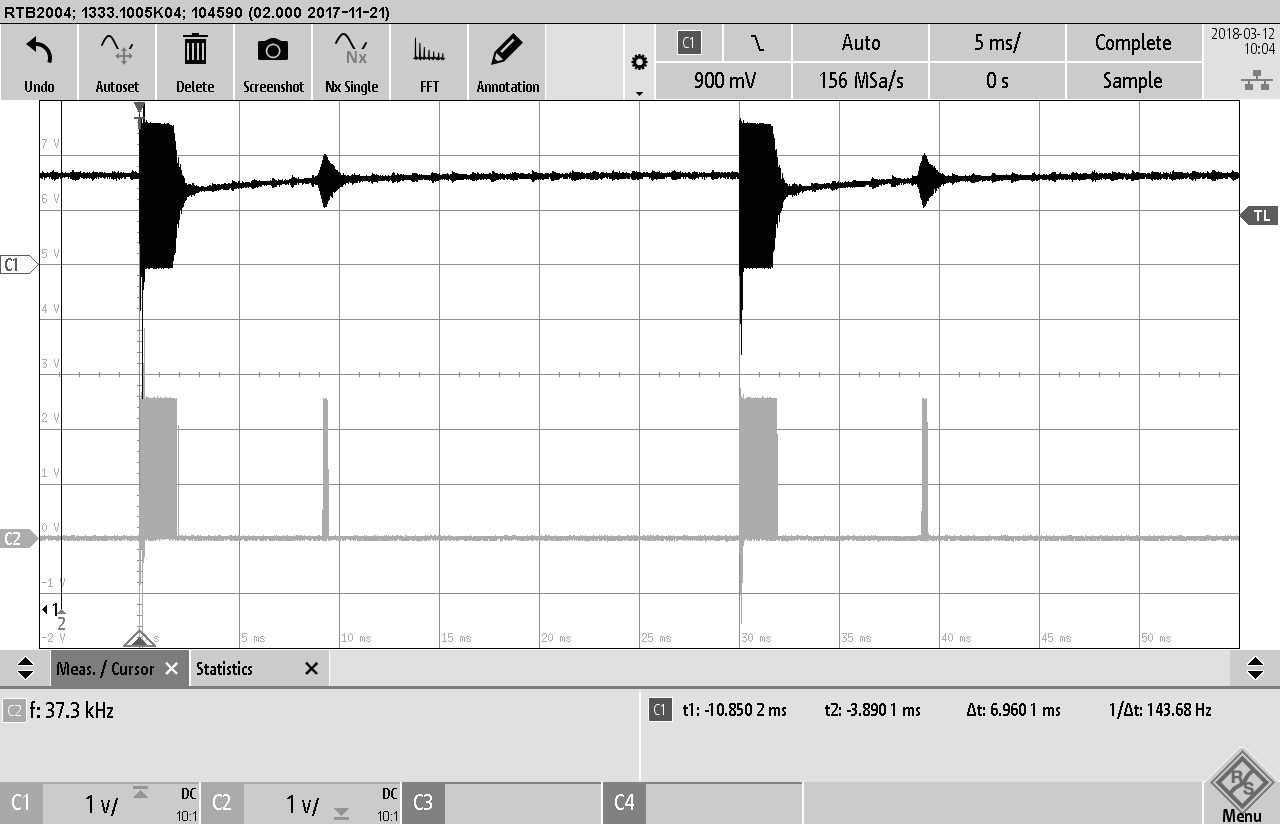 RTB2004; 1333.1005K04; 104590 (02.000 2017-11-21)
Undo Autoset Delete Screenshot Nx Single FFT Annotation
Nx
C1 Auto 5 ms/ Complete
900 mV 156 MSa/s 0 s Sample
2018-03-12
10:04
7 V
6 V
TL
5 V
C1
4 V
3 V
2 V
1 V
0 V
C2
-1 V
1
2
-2 V s 5 ms 10 ms 15 ms 20 ms 25 ms 30 ms 35 ms 40 ms 45 ms 50 ms
Meas. / Cursor Statistics
C2 f: 37.3 kHz
C1 t1: -10.850 2 ms t2: -3.890 1 ms Δt: 6.960 1 ms 1/Δt: 143.68 Hz
C1 1 V/ DC 10:1 C2 1 V/ DC 10:1 C3 C4
R S
Menu